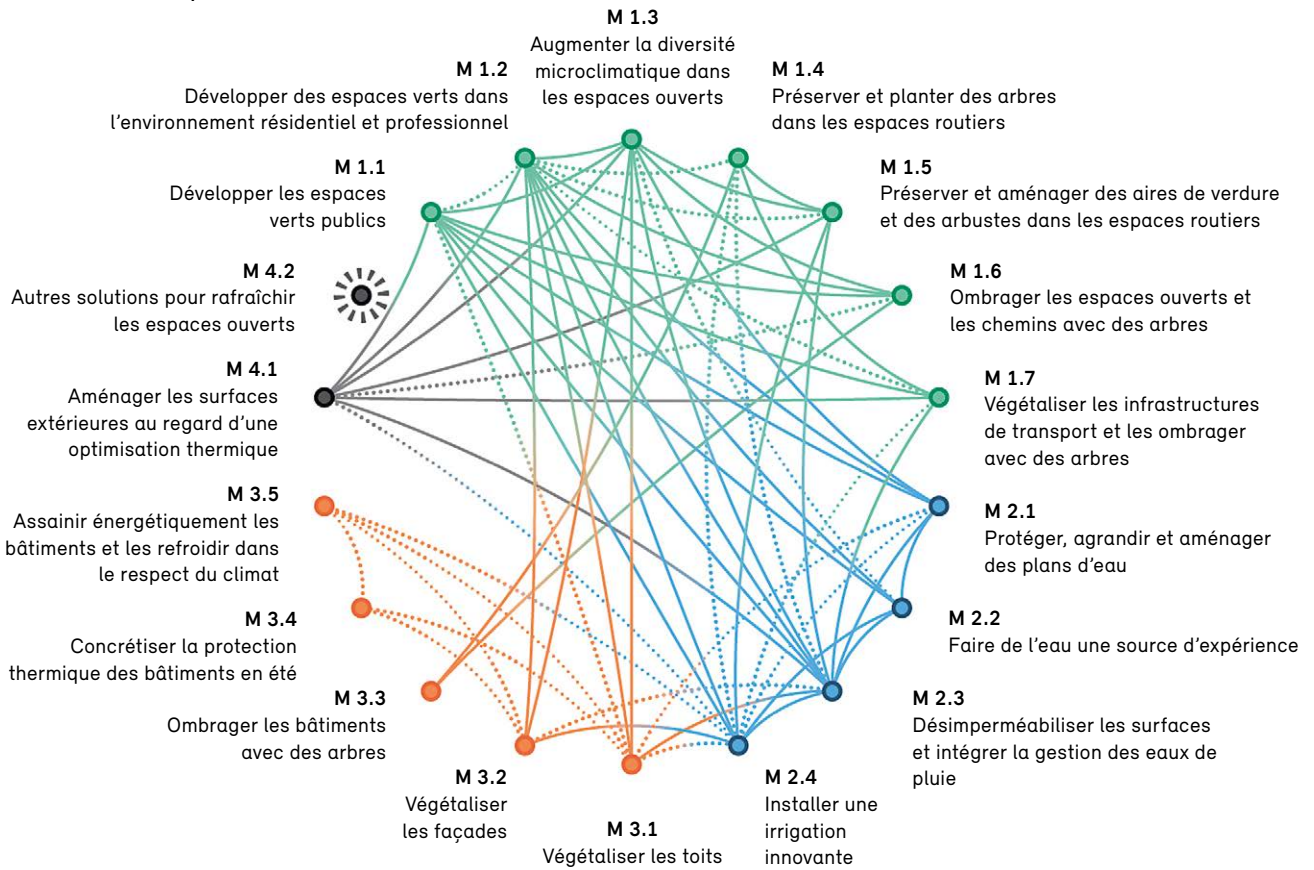 M 1.3
Augmenter la diversité
microclimatique dans
les espaces ouverts
M 1.2
Développer des espaces verts dans
l'environnement résidentiel et professionnel
M 1.4
Préserver et planter des arbres
dans les espaces routiers
M 1.1
Développer les espaces
verts publics
M 1.5
Préserver et aménager des aires de verdure
et des arbustes dans les espaces routiers
M 4.2
Autres solutions pour rafraîchir
les espaces ouverts
M 1.6
Ombrager les espaces ouverts et
les chemins avec des arbres
M 4.1
Aménager les surfaces
extérieures au regard d'une
optimisation thermique
M 1.7
Végétaliser les infrastructures
de transport et les ombrager
avec des arbres
M 3.5
Assainir énergétiquement les
bâtiments et les refroidir dans
le respect du climat
M 2.1
Protéger, agrandir et aménager
des plans d'eau
M 3.4
Concrétiser la protection
thermique des bâtiments en été
M 2.2
Faire de l'eau une source d'expérience
M 3.3
Ombrager les bâtiments
avec des arbres
M 2.3
Désimperméabiliser les surfaces
et intégrer la gestion des eaux de
pluie
M 3.2
Végétaliser
les façades
M 2.4
Installer une
irrigation
innovante
M 3.1
Végétaliser les toits